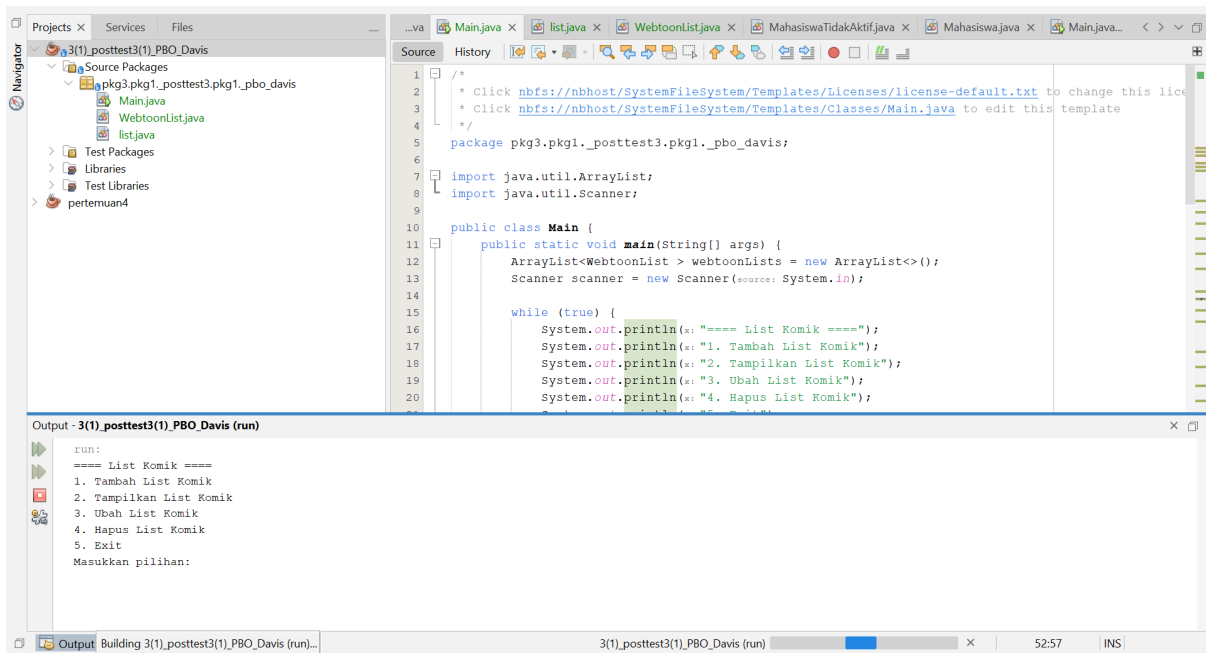 Projects × Services Files
...va Main.java × list.java × WebtoonList.java × MahasiswaTidakAktif.java × Mahasiswa.java × Main.java...
Navigator
3(1)_posttest3(1)_PBO_Davis
Source Packages
pkg3.pkg1._posttest3.pkg1._pbo_davis
Main.java
WebtoonList.java
list.java
Test Packages
Libraries
Test Libraries
pertemuan4
Source History
1 /*
2 * Click nbfs://nbhost/SystemFileSystem/Templates/Licenses/license-default.txt to change this lice
3 * Click nbfs://nbhost/SystemFileSystem/Templates/Classes/Main.java to edit this template
4 */
5 package pkg3.pkg1._posttest3.pkg1._pbo_davis;
6
7 import java.util.ArrayList;
8 import java.util.Scanner;
9
10 public class Main {
11 public static void main(String[] args) {
12 ArrayList<WebtoonList > webtoonLists = new ArrayList<>();
13 Scanner scanner = new Scanner(source: System.in);
14
15 while (true) {
16 System.out.println(x: "==== List Komik ====");
17 System.out.println(x: "1. Tambah List Komik");
18 System.out.println(x: "2. Tampilkan List Komik");
19 System.out.println(x: "3. Ubah List Komik");
20 System.out.println(x: "4. Hapus List Komik");
Output - 3(1)_posttest3(1)_PBO_Davis (run) ×
run:
==== List Komik ====
1. Tambah List Komik
2. Tampilkan List Komik
3. Ubah List Komik
4. Hapus List Komik
5. Exit
Masukkan pilihan:
Output Building 3(1)_posttest3(1)_PBO_Davis (run)... 3(1)_posttest3(1)_PBO_Davis (run) × 52:57 INS